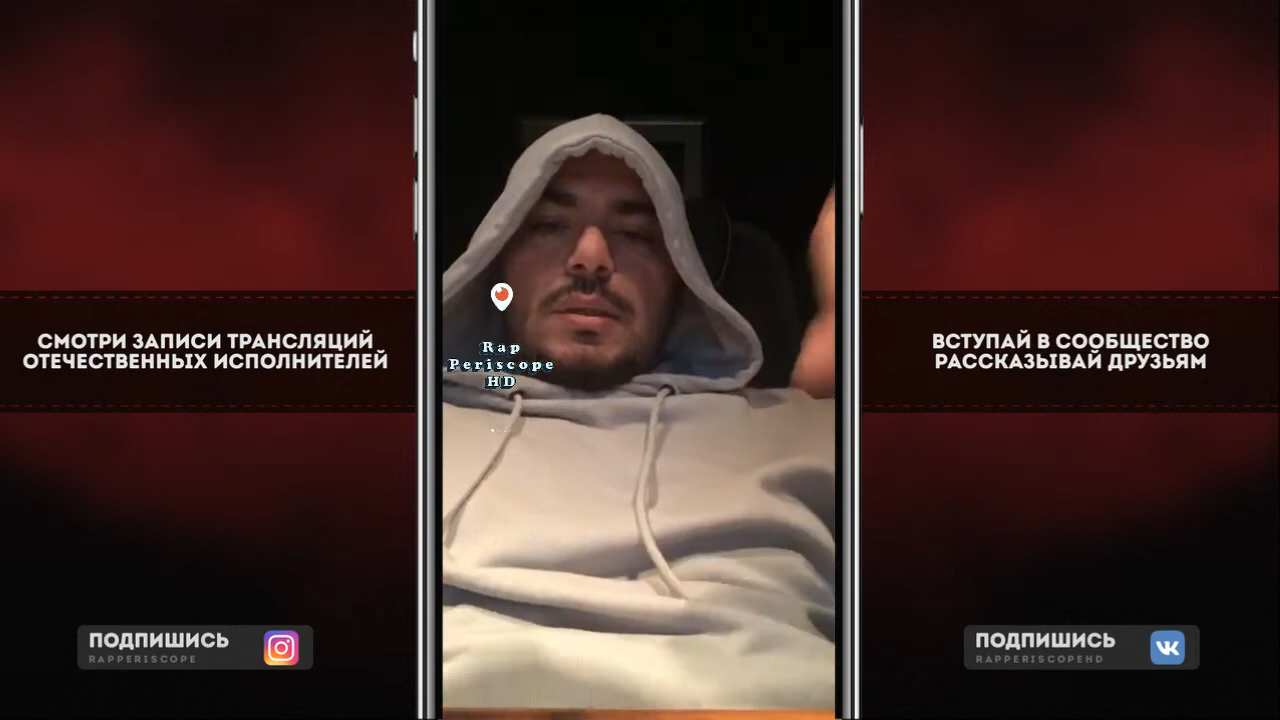 СМОТРИ ЗАПИСИ ТРАНСЛЯЦИЙ
ОТЕЧЕСТВЕННЫХ ИСПОЛНИТЕЛЕЙ
Rap
Periscope
HD
ВСТУПАЙ В СООБЩЕСТВО
РАССКАЗЫВАЙ ДРУЗЬЯМ
ПОДПИШИСЬ
RAPPERISCOPE
ПОДПИШИСЬ
RAPPERISCOPEHD